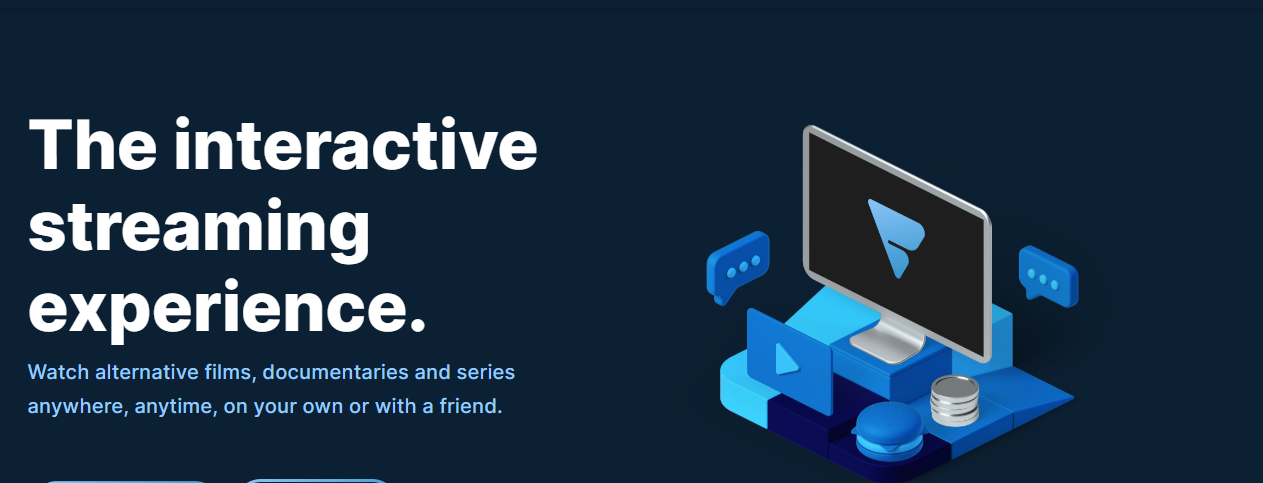 The interactive
streaming
experience.
Watch alternative films, documentaries and series
anywhere, anytime, on your own or with a friend.